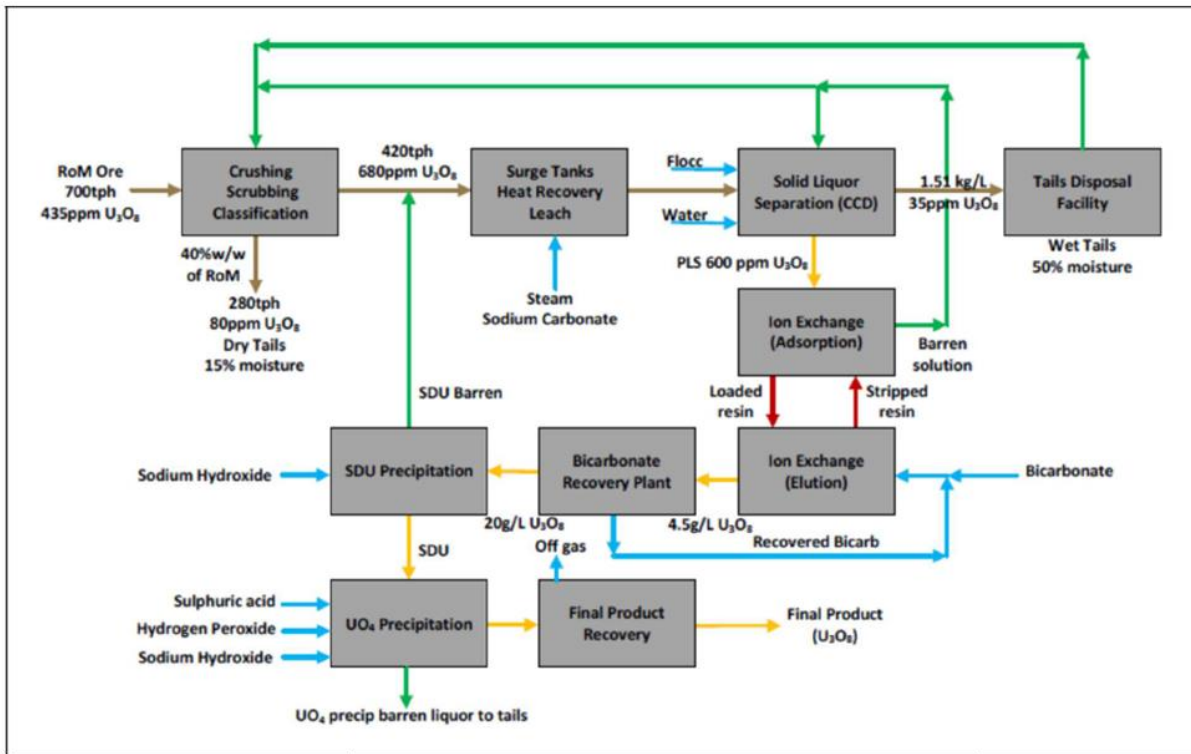 RoM Ore
700tph
435ppm U₃O₈
Crushing
Scrubbing
Classification
420tph
680ppm U₃O₈
Surge Tanks
Heat Recovery
Leach
Flocc
Water
Solid Liquor
Separation (CCD)
1.51 kg/L
35ppm U₃O₈
Tails Disposal
Facility
Wet Tails
50% moisture
40%w/w
of RoM
280tph
80ppm U₃O₈
Dry Tails
15% moisture
Steam
Sodium Carbonate
PLS 600 ppm U₃O₈
Ion Exchange
(Adsorption)
Barren
solution
SDU Barren
Loaded
resin
Stripped
resin
Sodium Hydroxide
SDU Precipitation
Bicarbonate
Recovery Plant
Ion Exchange
(Elution)
Bicarbonate
20g/L U₃O₈
4.5g/L U₃O₈
Recovered Bicarb
SDU
Off gas
Sulphuric acid
Hydrogen Peroxide
Sodium Hydroxide
UO₄ Precipitation
Final Product
Recovery
Final Product
(U₃O₈)
UO₄ precip barren liquor to tails